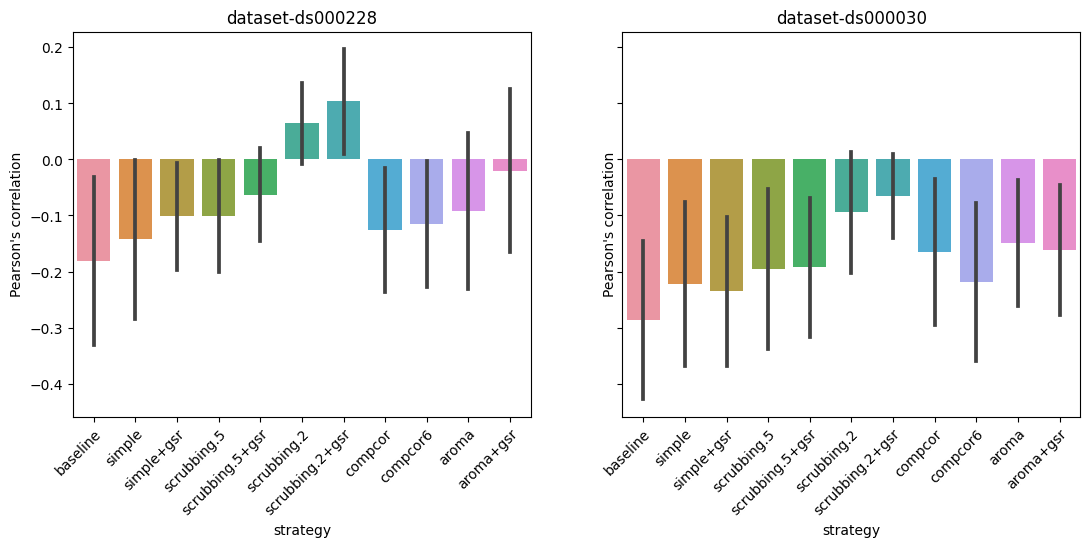 dataset-ds000228
dataset-ds000030
0.2
0.1
0.0
−0.1
−0.2
−0.3
−0.4
Pearson's correlation
Pearson's correlation
baseline
simple
simple+gsr
scrubbing.5
scrubbing.5+gsr
scrubbing.2
scrubbing.2+gsr
compcor
compcor6
aroma
aroma+gsr
baseline
simple
simple+gsr
scrubbing.5
scrubbing.5+gsr
scrubbing.2
scrubbing.2+gsr
compcor
compcor6
aroma
aroma+gsr
strategy
strategy